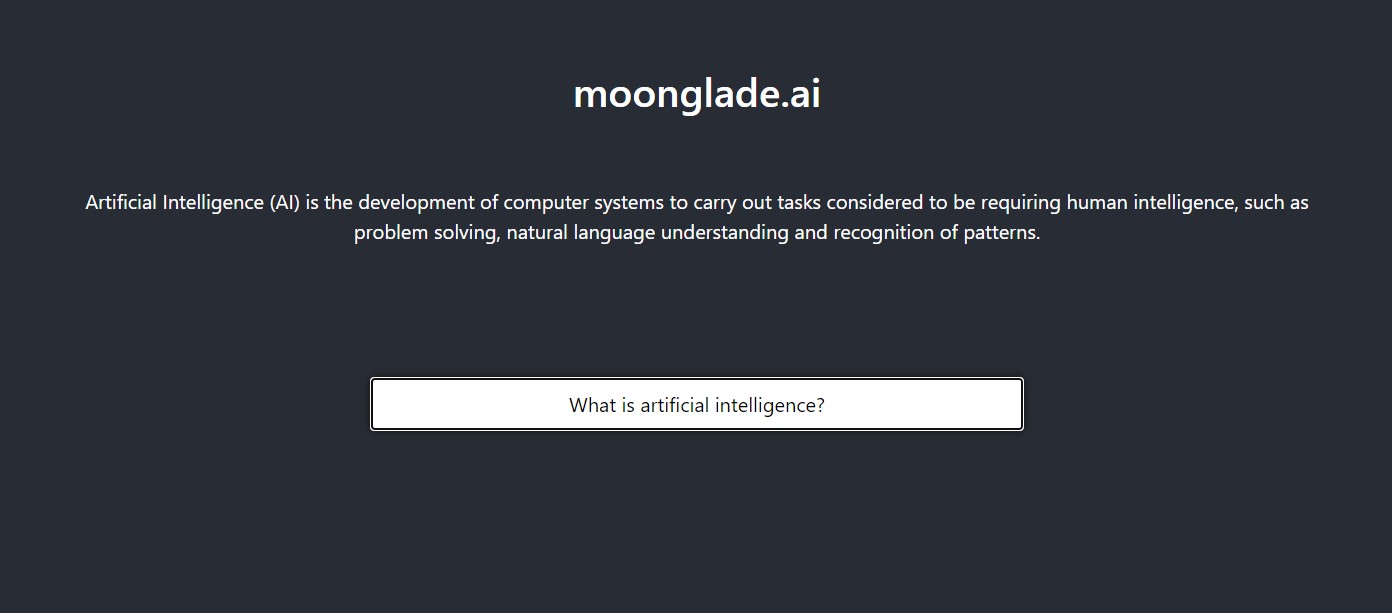 moonglade.ai
Artificial Intelligence (AI) is the development of computer systems to carry out tasks considered to be requiring human intelligence, such as
problem solving, natural language understanding and recognition of patterns.
What is artificial intelligence?